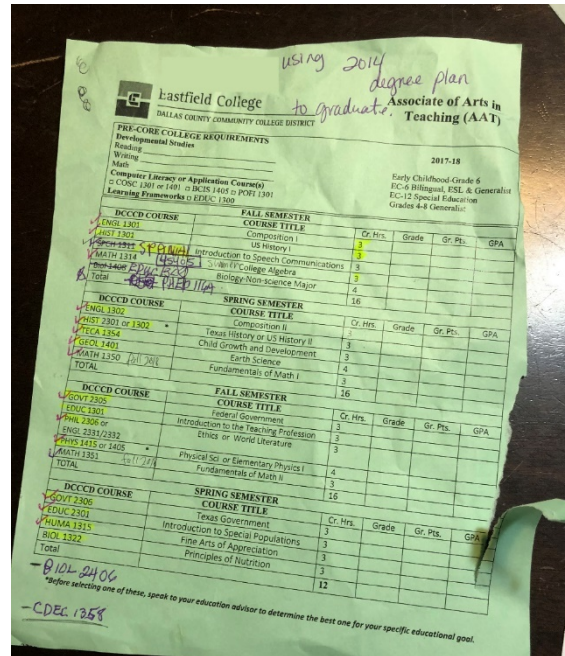 using 2014
degree plan
to graduate.
Eastfield College
DALLAS COUNTY COMMUNITY COLLEGE DISTRICT
Associate of Arts in
Teaching (AAT)
PRE-CORE COLLEGE REQUIREMENTS
Developmental Studies
Reading
Writing
Math
Computer Literacy or Application Course(s)
□ COSC 1301 or 1401 □ BCIS 1405 □ POFI 1301
Learning Frameworks □ EDUC 1300
2017-18
Early Childhood-Grade 6
EC-6 Bilingual, ESL & Generalist
EC-12 Special Education
Grades 4-8 Generalist
FALL SEMESTER
DCCCD COURSE COURSE TITLE Cr. Hrs. Grade Gr. Pts. GPA
ENGL 1301 Composition I 3
HIST 1301 US History I 3
SPCH 1311 Introduction to Speech Communications 3
MATH 1314 College Algebra 3
Biol 1408 Biology-Non-science Major 4
Total 16
SPRING SEMESTER
DCCCD COURSE COURSE TITLE Cr. Hrs. Grade Gr. Pts. GPA
ENGL 1302 Composition II
HIST 2301 or 1302 * Texas History or US History II 3
TECA 1354 Child Growth and Development 3
GEOL 1401 Earth Science 4
MATH 1350 Fundamentals of Math I 3
TOTAL 16
FALL SEMESTER
DCCCD COURSE COURSE TITLE Cr. Hrs. Grade Gr. Pts. GPA
GOVT 2305 Federal Government 3
EDUC 1301 Introduction to the Teaching Profession 3
PHIL 2306 or Ethics or World Literature 3
ENGL 2331/2332
PHYS 1415 or 1405 * Physical Sci or Elementary Physics I 4
MATH 1351 Fundamentals of Math II 3
TOTAL 16
SPRING SEMESTER
DCCCD COURSE COURSE TITLE Cr. Hrs. Grade Gr. Pts. GPA
GOVT 2306 Texas Government 3
EDUC 2301 Introduction to Special Populations 3
HUMA 1315 Fine Arts of Appreciation 3
BIOL 1322 Principles of Nutrition 3
Total 12
- BIOL 2406
*Before selecting one of these, speak to your education advisor to determine the best one for your specific educational goal.
- CDEC 1358